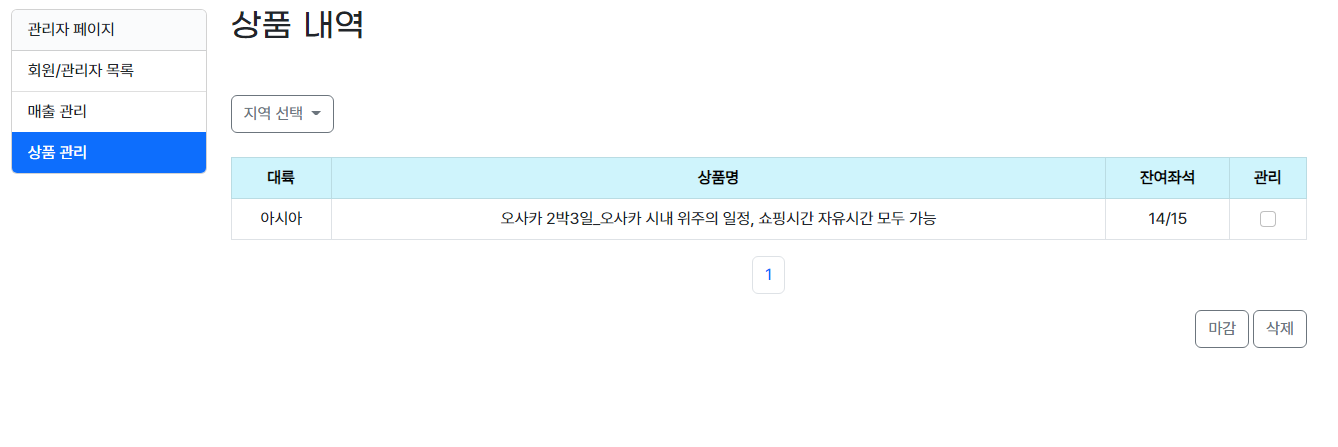 관리자 페이지
회원/관리자 목록
매출 관리
상품 관리
상품 내역
지역 선택
대륙 상품명 잔여좌석 관리
아시아 오사카 2박3일_오사카 시내 위주의 일정, 쇼핑시간 자유시간 모두 가능 14/15
1
마감 삭제